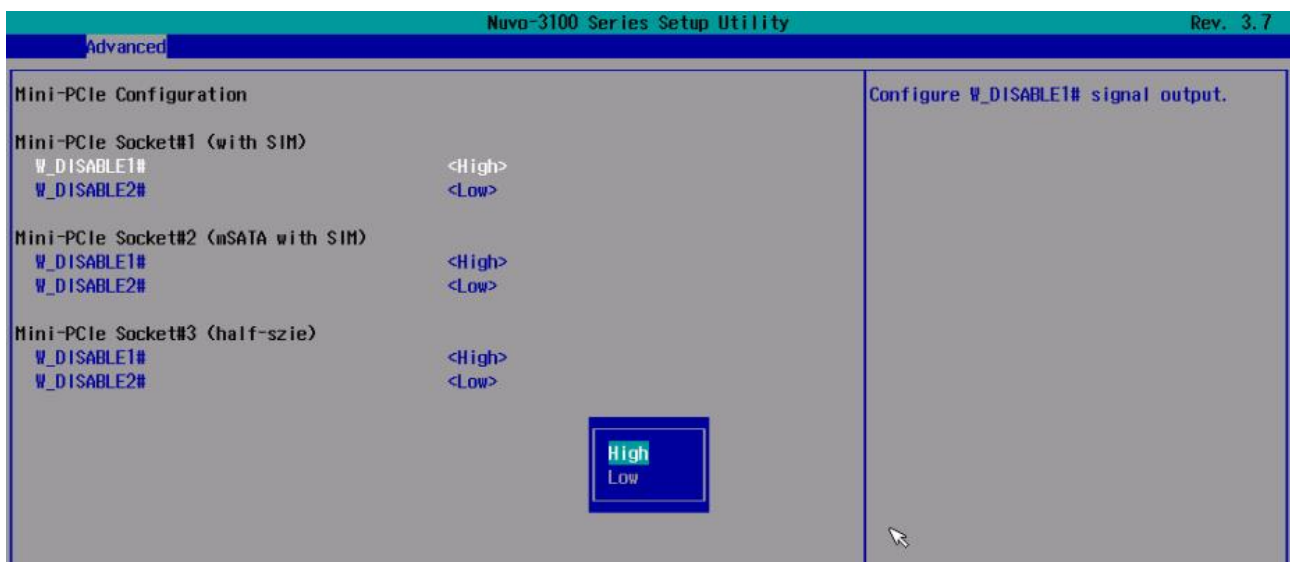 Nuvo-3100 Series Setup Utility Rev. 3.7
Advanced
Mini-PCIe Configuration
Configure W_DISABLE1# signal output.
Mini-PCIe Socket#1 (with SIM)
W_DISABLE1# <High>
W_DISABLE2# <Low>
Mini-PCIe Socket#2 (mSATA with SIM)
W_DISABLE1# <High>
W_DISABLE2# <Low>
Mini-PCIe Socket#3 (half-szie)
W_DISABLE1# <High>
W_DISABLE2# <Low>
High
Low